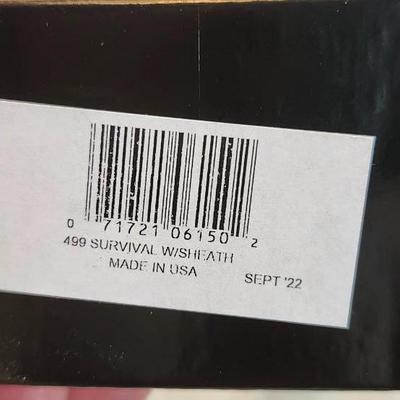 0 71721 06150 2
499 SURVIVAL W/SHEATH
MADE IN USA
SEPT '22